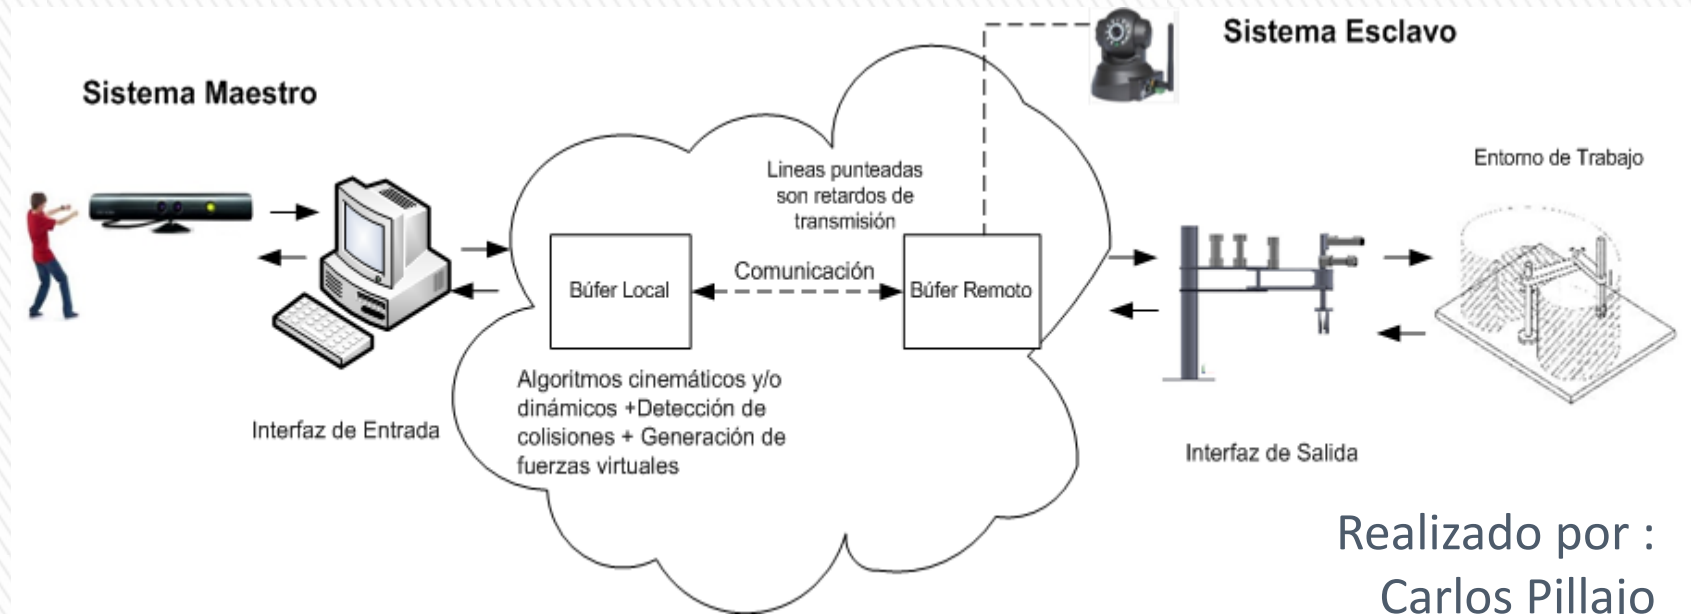 Sistema Esclavo
Sistema Maestro
Entorno de Trabajo
Lineas punteadas
son retardos de
transmisión
Comunicación
Búfer Local
Búfer Remoto
Algoritmos cinemáticos y/o
dinámicos +Detección de
colisiones + Generación de
fuerzas virtuales
Interfaz de Entrada
Interfaz de Salida
Realizado por :
Carlos Pillajo